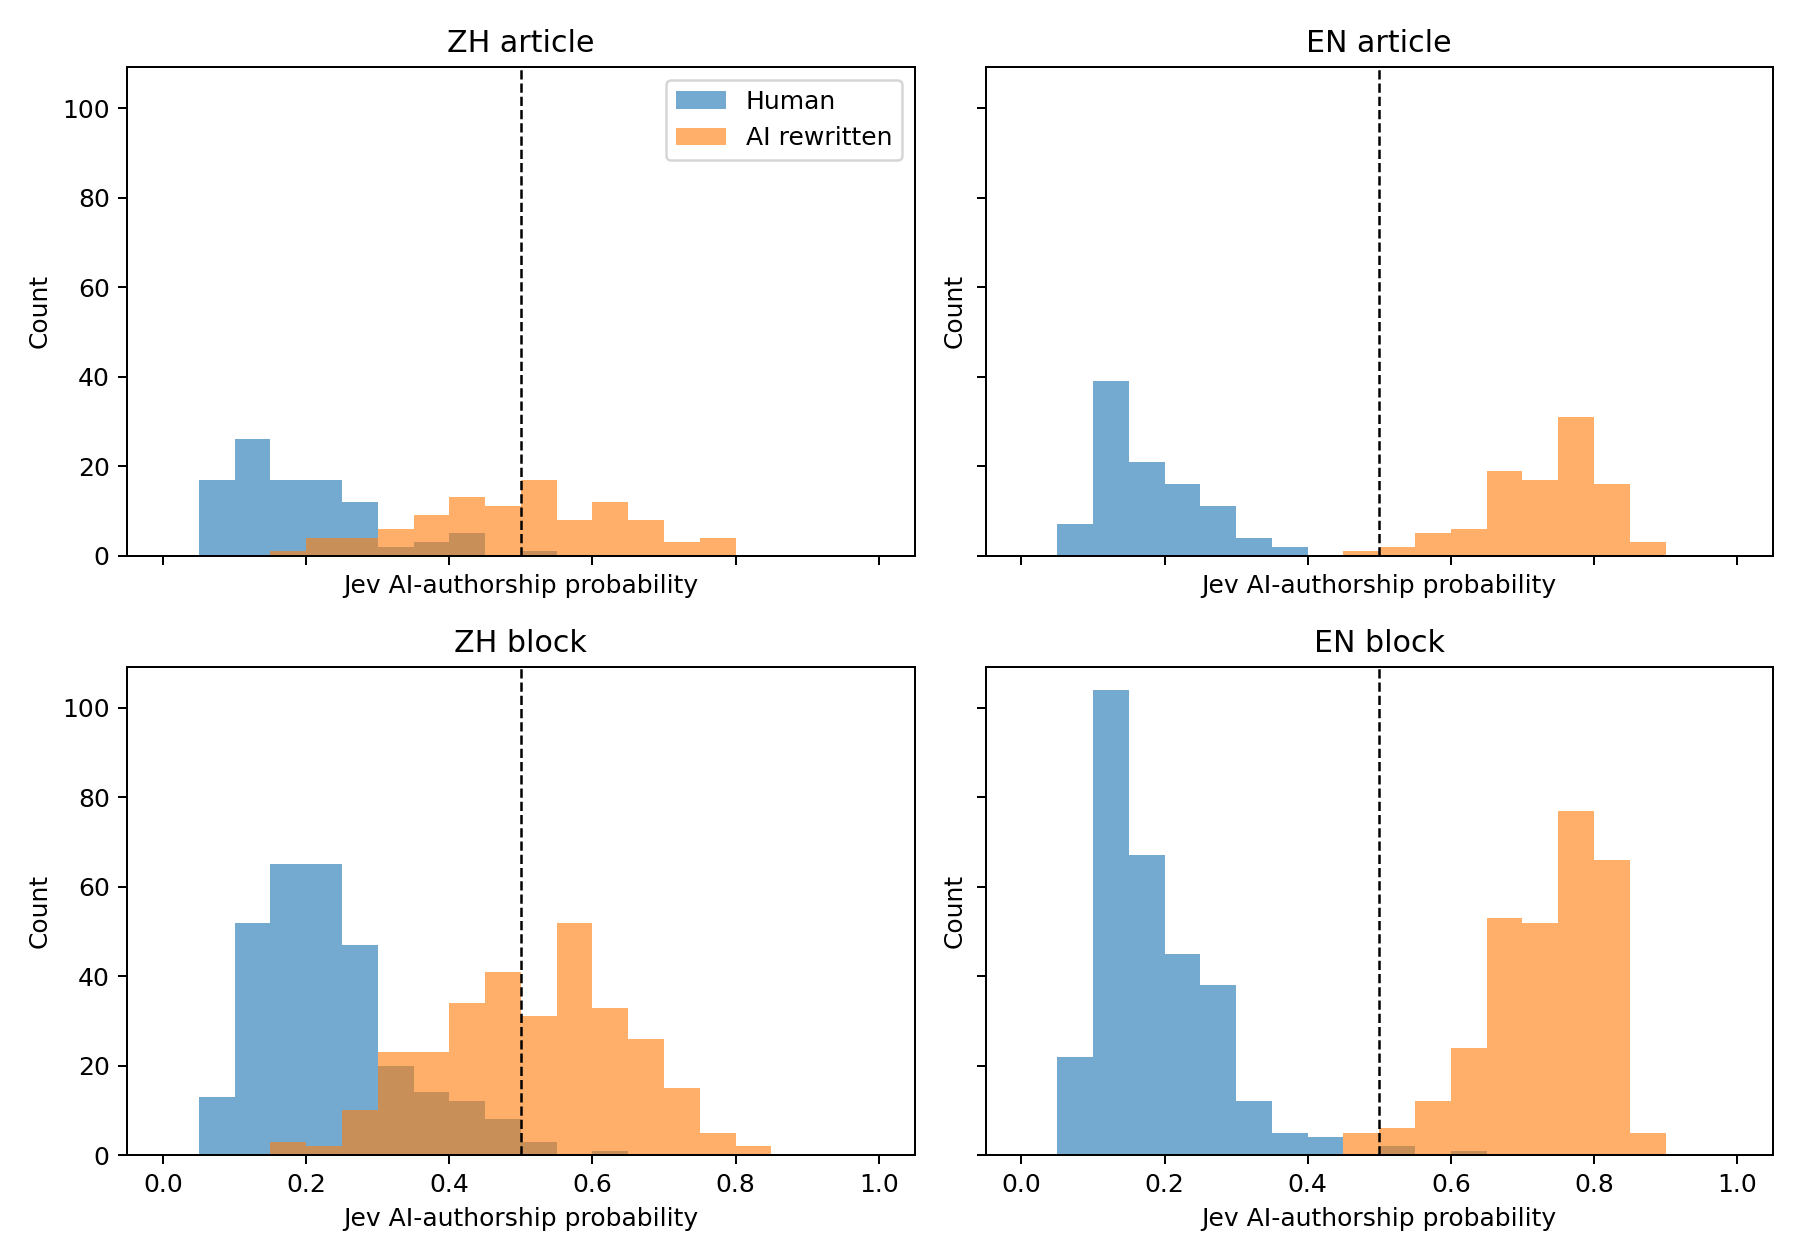 ZH article
EN article
100
80
60
40
20
0
Count
Human
AI rewritten
Count
Jev AI-authorship probability
Jev AI-authorship probability
ZH block
EN block
100
80
60
40
20
0
Count
Count
0.0 0.2 0.4 0.6 0.8 1.0
0.0 0.2 0.4 0.6 0.8 1.0
Jev AI-authorship probability
Jev AI-authorship probability